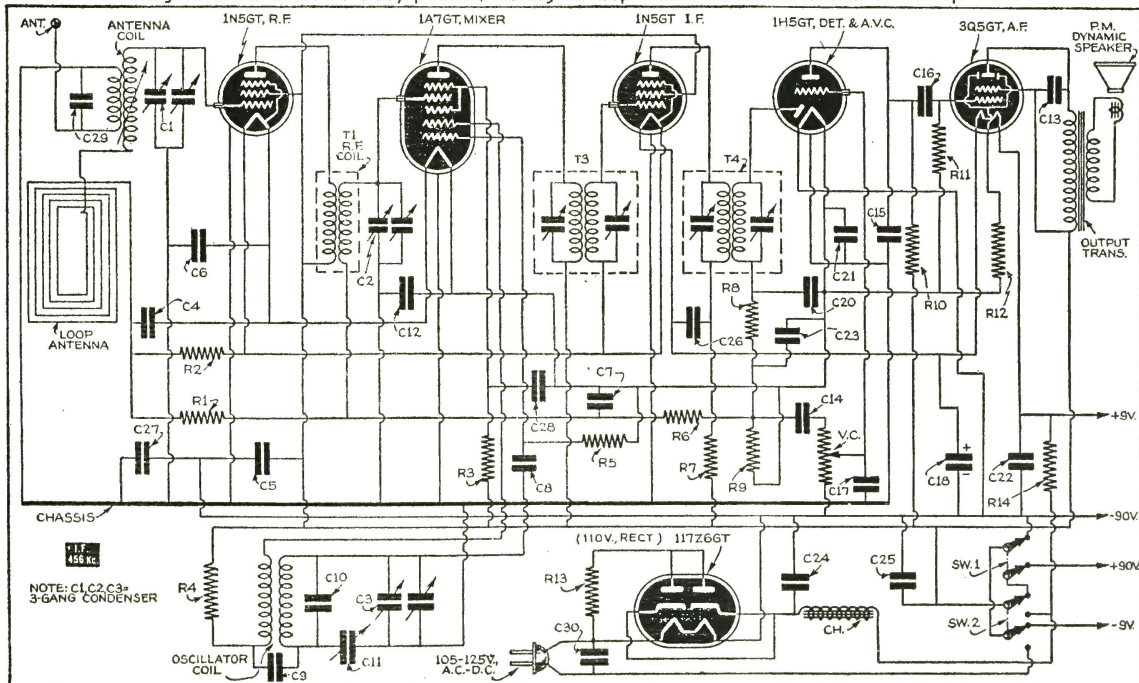 ANT.
ANTENNA COIL
1N5GT, R.F.
1A7GT, MIXER
1N5GT I.F.
1H5GT, DET. & A.V.C.
3Q5GT, A.F.
P.M. DYNAMIC SPEAKER
C29
C1
T1 R.F. COIL
T3
T4
C16
R11
C13
C6
C2
C21
C15
OUTPUT TRANS.
C4
C12
R8
C20
R10
R12
LOOP ANTENNA
C26
C23
R2
C7
R1
C28
C14
C27
R6
V.C.
+9V.
C5
R3
C8
R5
R7
R9
C17
C18
+
-
C22
R14
CHASSIS
-90V.
I.F. 456 Kc.
(110V., RECT.) 117Z6GT
NOTE: C1, C2, C3= 3-GANG CONDENSER
R4
C10
C3
R13
C24
C25
SW.1
+90V.
SW.2
C11
C30
CH.
-9V.
OSCILLATOR COIL
C9
105-125V., A.C.-D.C.